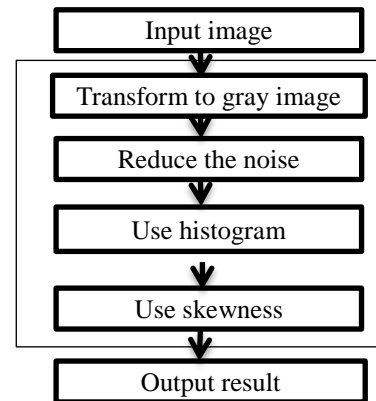 Input image
Transform to gray image
Reduce the noise
Use histogram
Use skewness
Output result